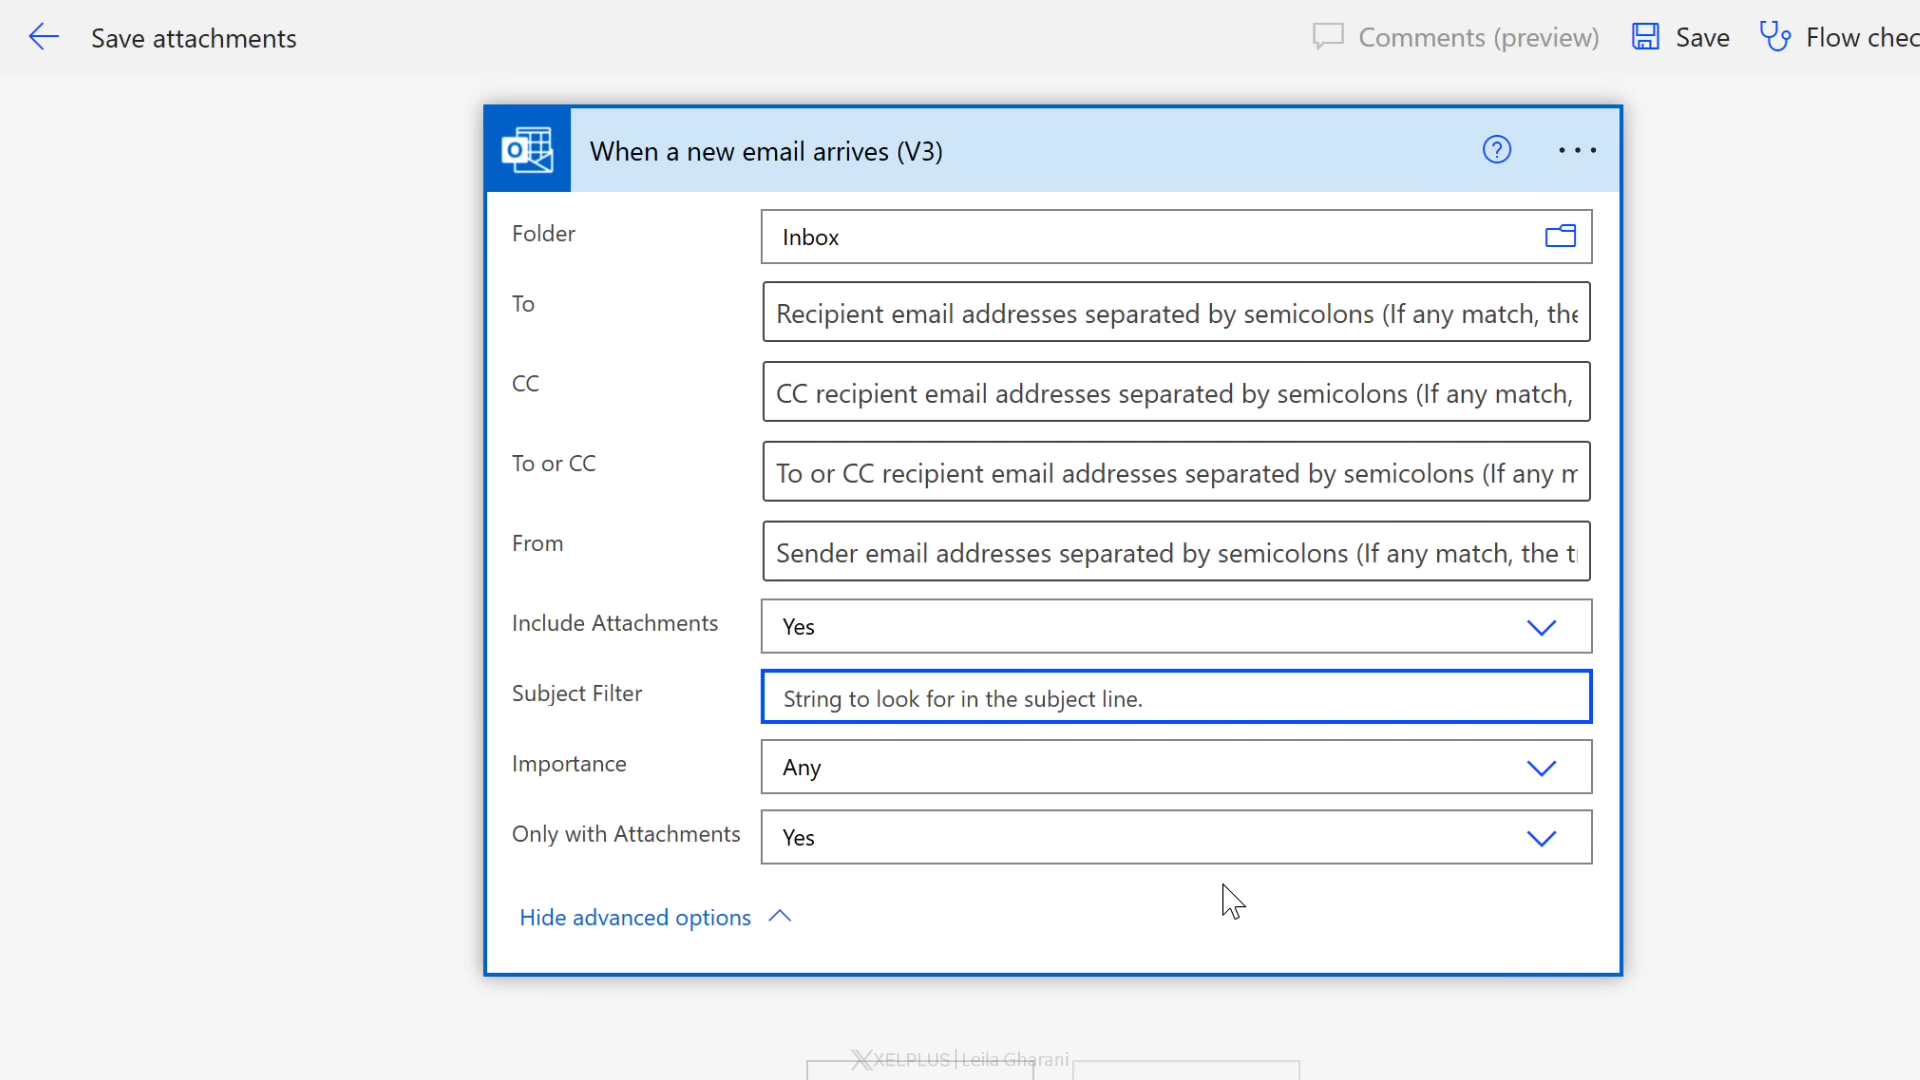 Save attachments
Comments (preview)
Save
Flow chec
When a new email arrives (V3)
Folder
Inbox
To
Recipient email addresses separated by semicolons (If any match, the
CC
CC recipient email addresses separated by semicolons (If any match,
To or CC
To or CC recipient email addresses separated by semicolons (If any m
From
Sender email addresses separated by semicolons (If any match, the t
Include Attachments
Yes
Subject Filter
String to look for in the subject line.
Importance
Any
Only with Attachments
Yes
Hide advanced options
XELPLUS | Leila Gharani